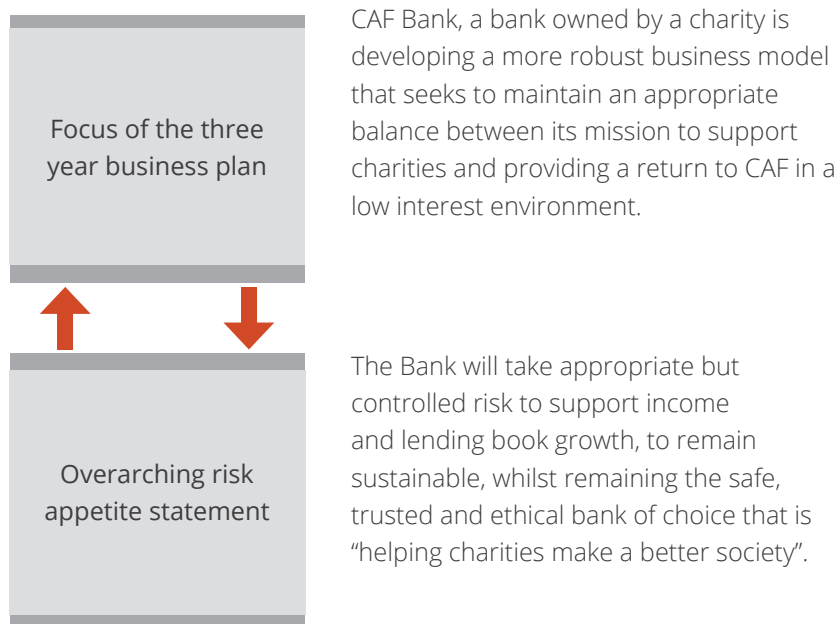 Focus of the three
year business plan
CAF Bank, a bank owned by a charity is
developing a more robust business model
that seeks to maintain an appropriate
balance between its mission to support
charities and providing a return to CAF in a
low interest environment.
Overarching risk
appetite statement
The Bank will take appropriate but
controlled risk to support income
and lending book growth, to remain
sustainable, whilst remaining the safe,
trusted and ethical bank of choice that is
“helping charities make a better society”.